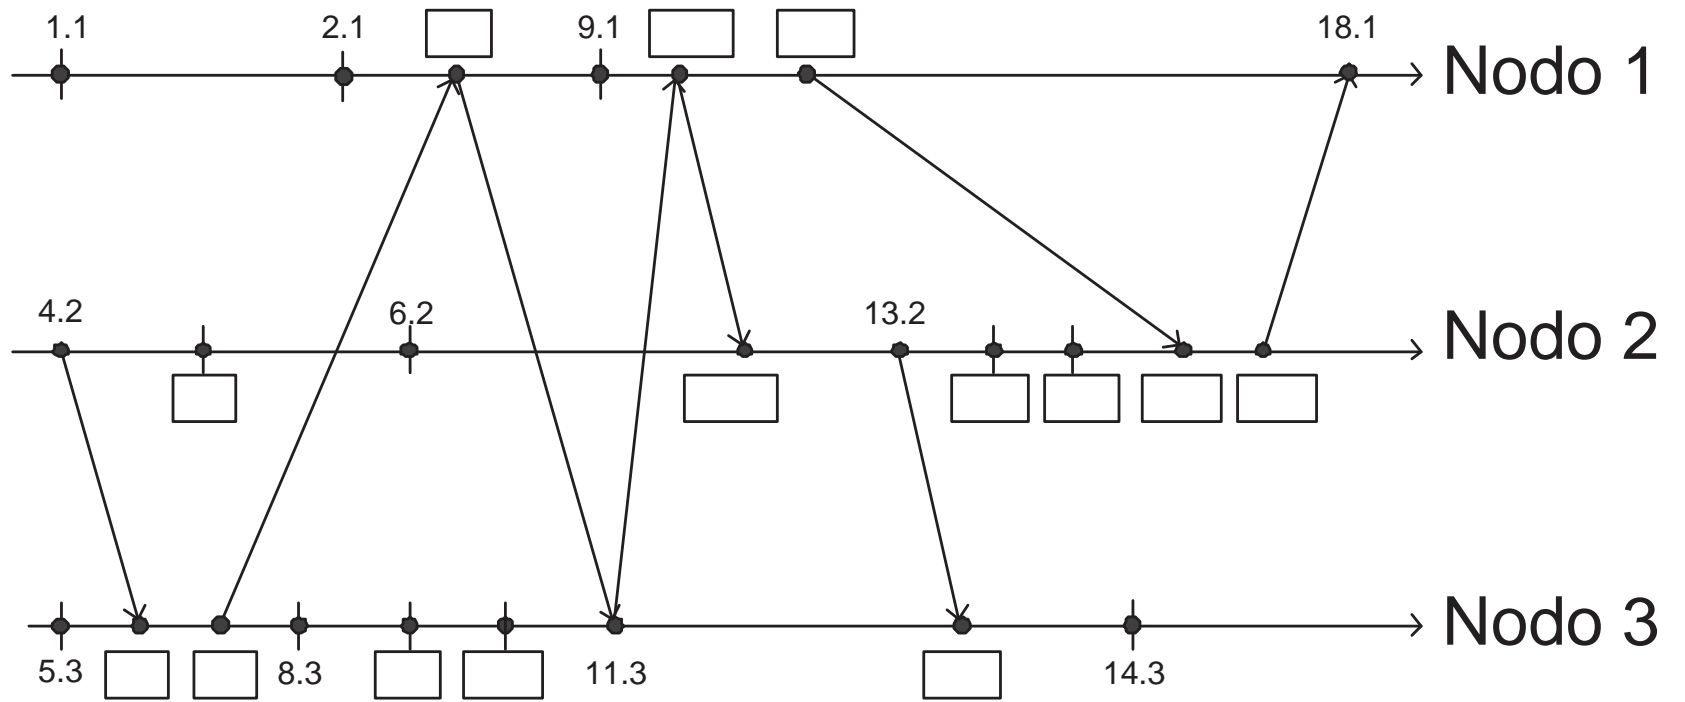 1.1 2.1 9.1 18.1
Nodo 1
4.2 6.2 13.2
Nodo 2
Nodo 3
5.3 8.3 11.3 14.3